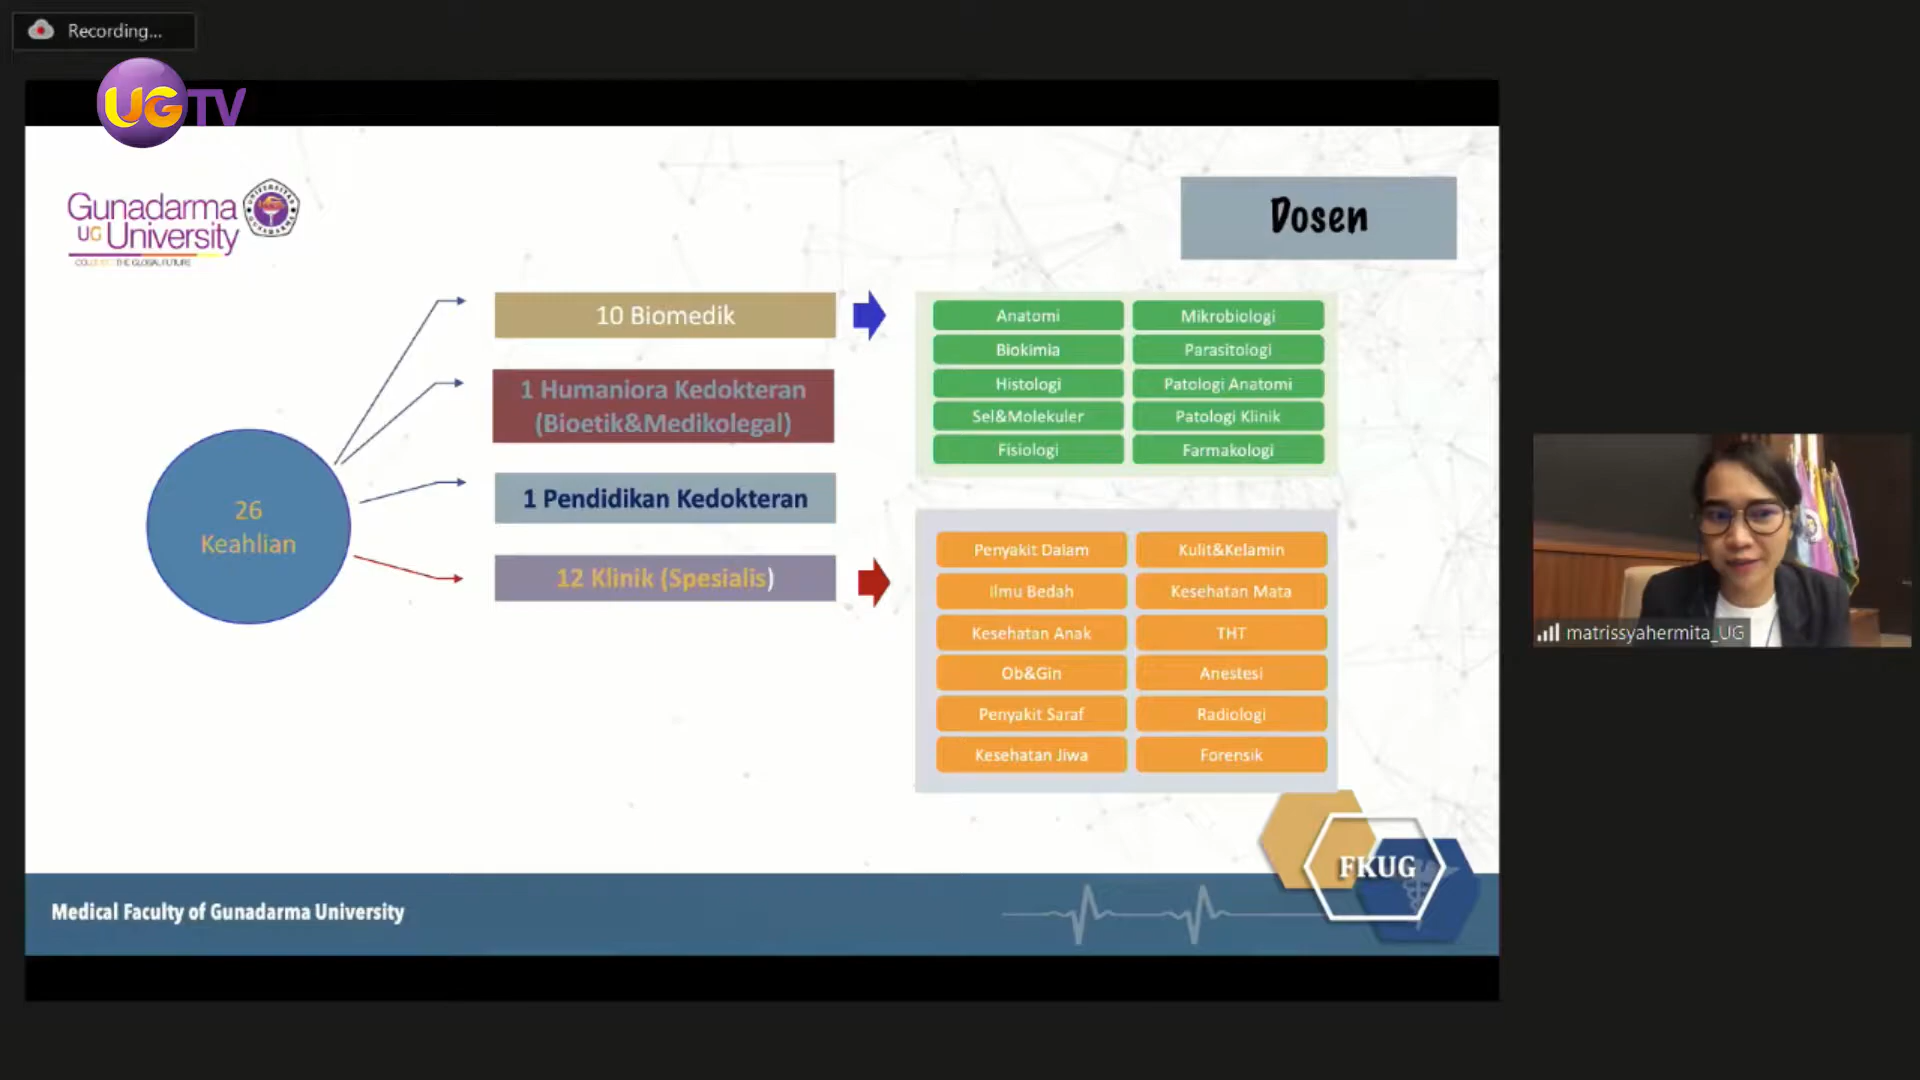 Recording...
UGTV
Gunadarma
UG University
Dosen
26
Keahlian
10 Biomedik
1 Humaniora Kedokteran
(Bioetik&Medikolegal)
1 Pendidikan Kedokteran
12 Klinik (Spesialis)
Anatomi
Mikrobiologi
Biokimia
Parasitologi
Histologi
Patologi Anatomi
Sel&Molekuler
Patologi Klinik
Fisiologi
Farmakologi
Penyakit Dalam
Kulit&Kelamin
Ilmu Bedah
Kesehatan Mata
Kesehatan Anak
THT
Ob&Gin
Anestesi
Penyakit Saraf
Radiologi
Kesehatan Jiwa
Forensik
matrissyahermita_UG
FKUG
Medical Faculty of Gunadarma University